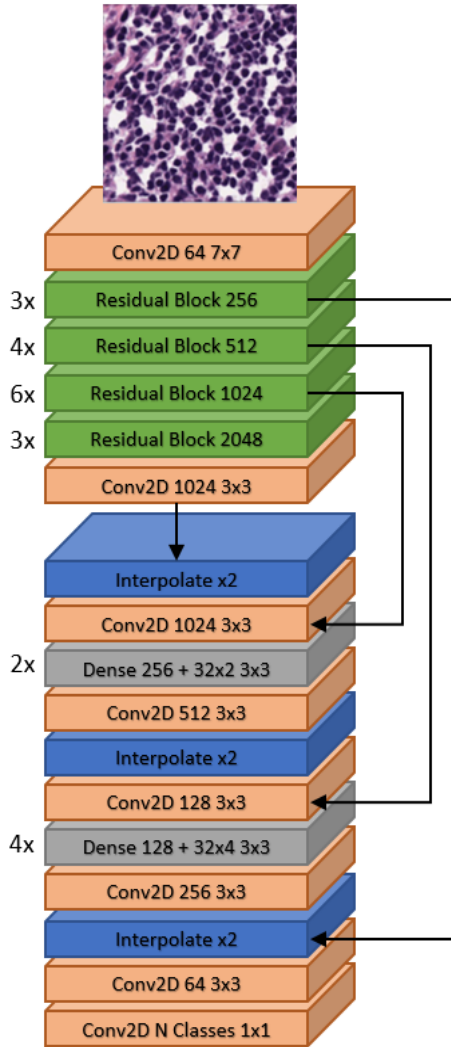 Conv2D 64 7x7
3x Residual Block 256
4x Residual Block 512
6x Residual Block 1024
3x Residual Block 2048
Conv2D 1024 3x3
Interpolate x2
Conv2D 1024 3x3
2x Dense 256 + 32x2 3x3
Conv2D 512 3x3
Interpolate x2
Conv2D 128 3x3
4x Dense 128 + 32x4 3x3
Conv2D 256 3x3
Interpolate x2
Conv2D 64 3x3
Conv2D N Classes 1x1